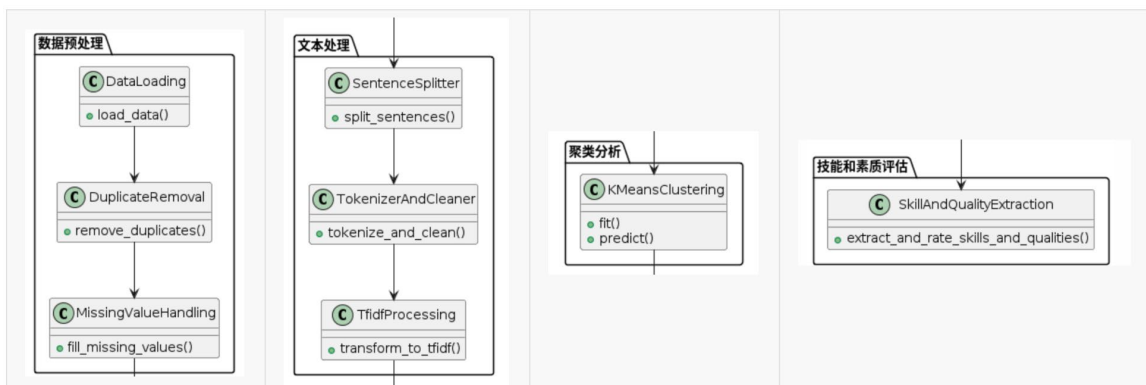 数据预处理
C DataLoading
load_data()
C DuplicateRemoval
remove_duplicates()
C MissingValueHandling
fill_missing_values()
文本处理
C SentenceSplitter
split_sentences()
C TokenizerAndCleaner
tokenize_and_clean()
C TfidfProcessing
transform_to_tfidf()
聚类分析
C KMeansClustering
fit()
predict()
技能和素质评估
C SkillAndQualityExtraction
extract_and_rate_skills_and_qualities()